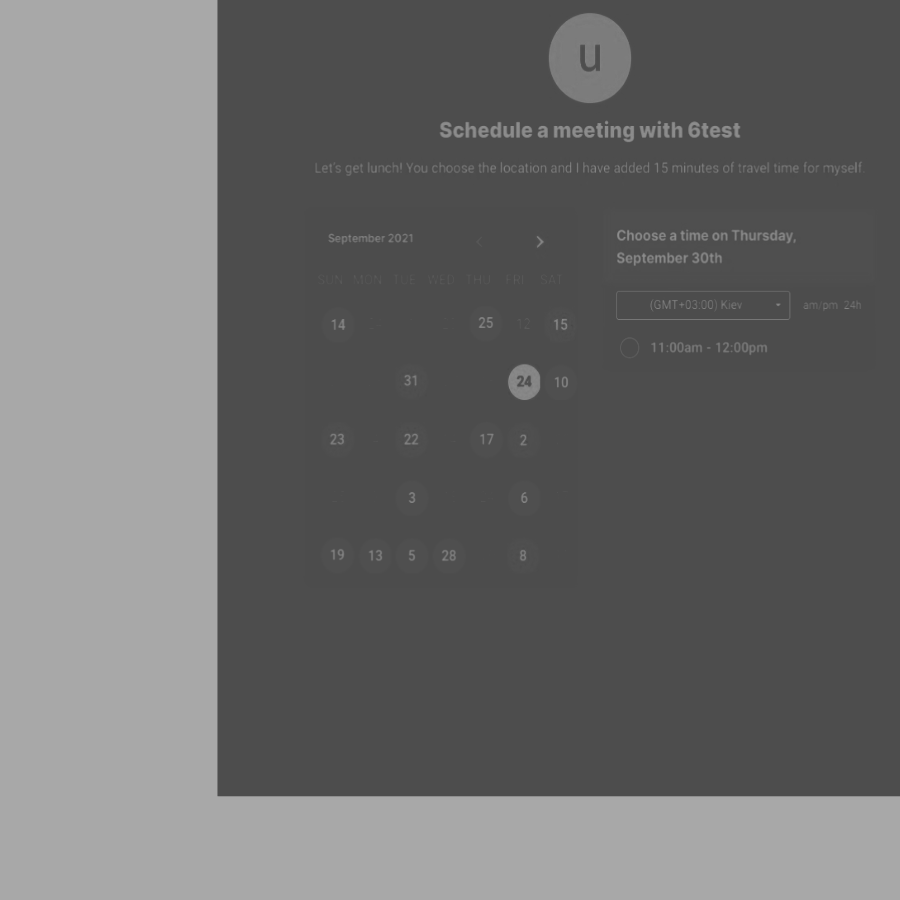 u
Schedule a meeting with 6test
Let's get lunch! You choose the location and I have added 15 minutes of travel time for myself.
September 2021
SUN MON TUE WED THU FRI SAT
14 25 12 15
31 24 10
23 22 17 2
3 6
19 13 5 28 8
Choose a time on Thursday,
September 30th
(GMT+03:00) Kiev
am/pm 24h
11:00am - 12:00pm